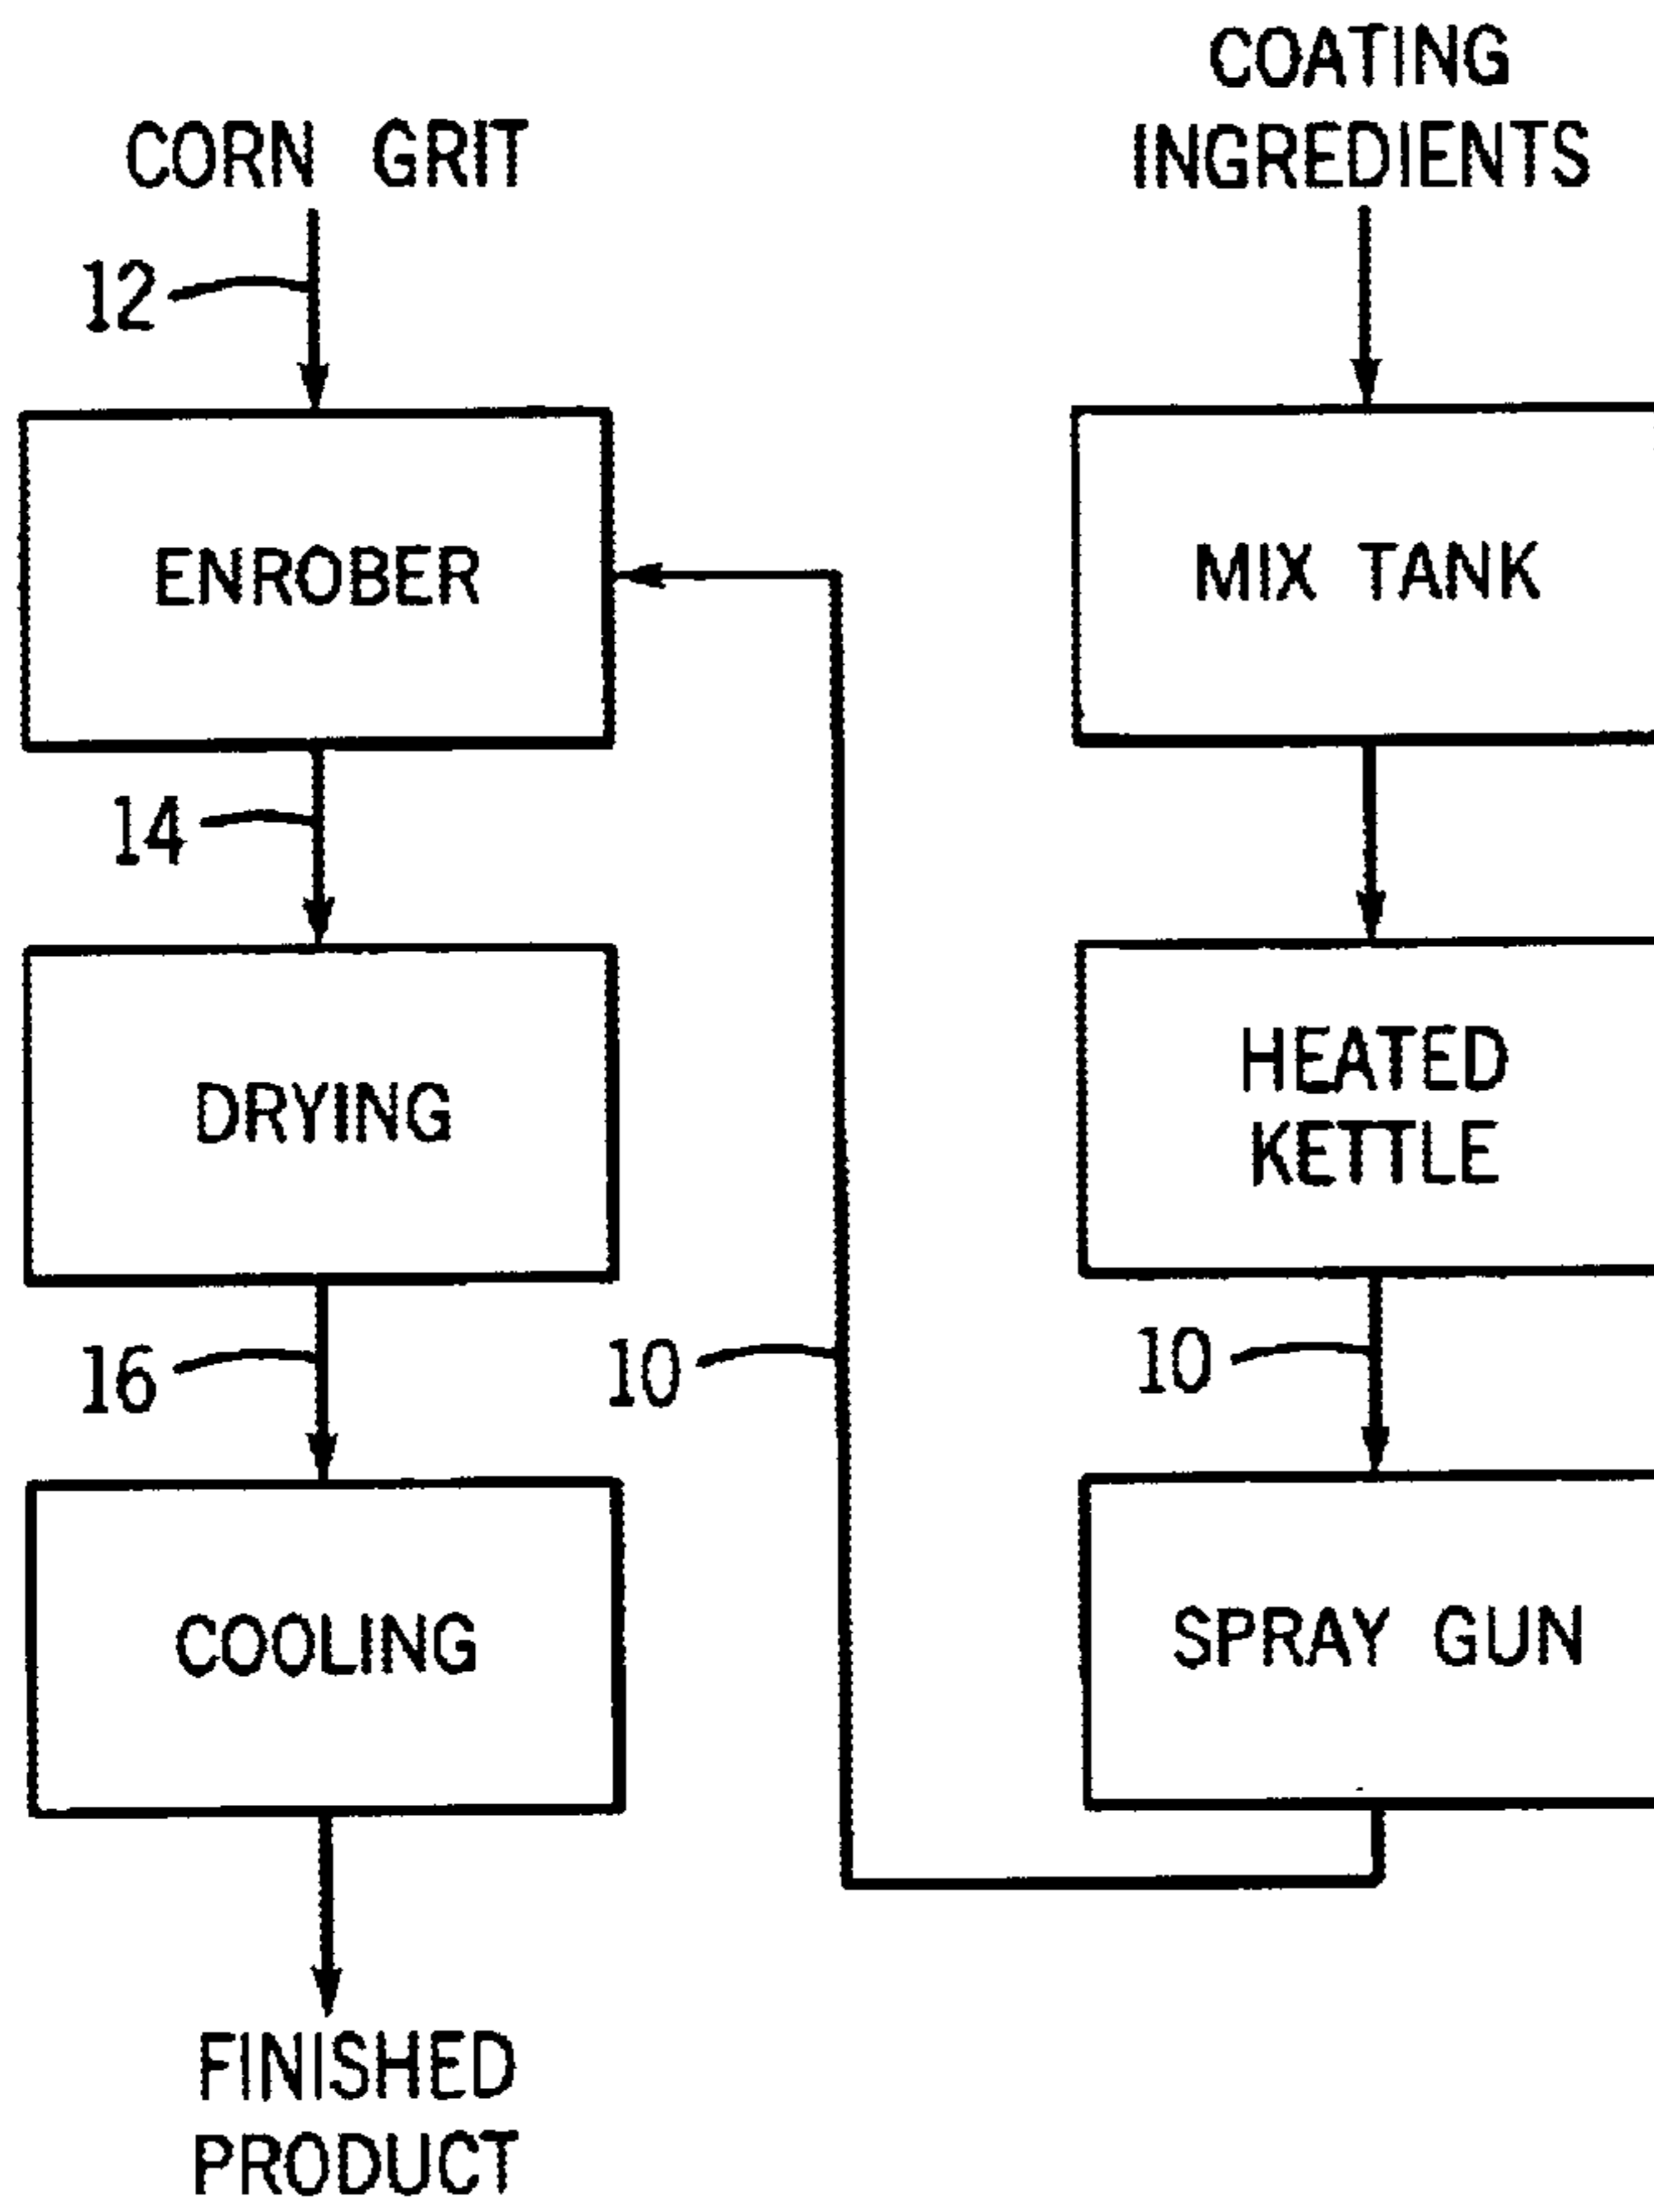 COATING
INGREDIENTS
CORN GRIT
12
ENROBER
MIX TANK
14
DRYING
HEATED
KETTLE
16
10
10
COOLING
SPRAY GUN
FINISHED
PRODUCT